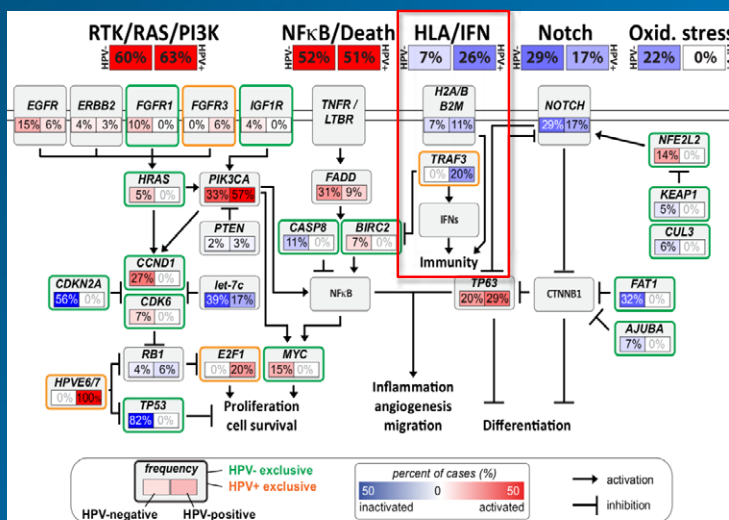 RTK/RAS/PI3K NFκB/Death HLA/IFN Notch Oxid. stress
HPV- 60% 63% HPV+ HPV- 52% 51% HPV+ HPV- 7% 26% HPV+ HPV- 29% 17% HPV+ HPV- 22% 0% HPV+
EGFR ERBB2 FGFR1 FGFR3 IGF1R TNFR / LTBR H2A/B B2M NOTCH
15% 6% 4% 3% 10% 0% 0% 6% 4% 0% 7% 11% 29% 17%
NFE2L2
14% 0%
TRAF3
0% 20%
HRAS PIK3CA FADD
5% 0% 33% 57% 31% 9%
KEAP1
5% 0%
IFNs
PTEN CASP8 BIRC2
2% 3% 11% 0% 7% 0%
CUL3
6% 0%
Immunity
CCND1
27% 0%
CDKN2A let-7c TP63 FAT1
56% 0% 39% 17% NFκB 20% 29% CTNNB1 32% 0%
CDK6
7% 0%
AJUBA
7% 0%
RB1 E2F1 MYC
4% 6% 0% 20% 15% 0%
HPVE6/7
0% 100%
TP53
82% 0%
Proliferation
cell survival
Inflammation
angiogenesis
migration
Differentiation
frequency HPV- exclusive
HPV+ exclusive
HPV-negative HPV-positive
percent of cases (%)
50 0 50
inactivated activated
activation
inhibition